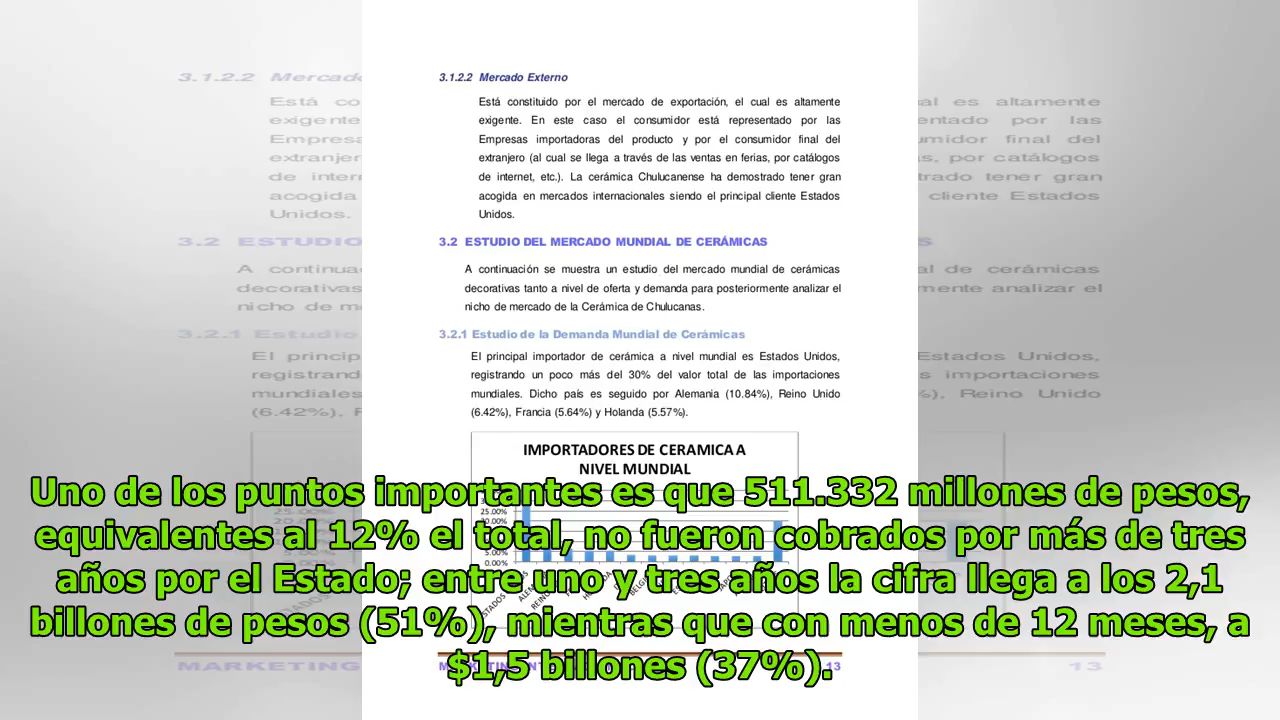 3.1.2.2 Mercado Externo
Está constituido por el mercado de exportación, el cual es altamente
exigente. En este caso el consumidor está representado por las
Empresas importadoras del producto y por el consumidor final del
extranjero (al cual se llega a través de las ventas en ferias, por catálogos
de internet, etc.). La cerámica Chulucanense ha demostrado tener gran
acogida en mercados internacionales siendo el principal cliente Estados
Unidos.
3.2 ESTUDIO DEL MERCADO MUNDIAL DE CERÁMICAS
A continuación se muestra un estudio del mercado mundial de cerámicas
decorativas tanto a nivel de oferta y demanda para posteriormente analizar el
nicho de mercado de la Cerámica de Chulucanas.
3.2.1 Estudio de la Demanda Mundial de Cerámicas
El principal importador de cerámica a nivel mundial es Estados Unidos,
registrando un poco más del 30% del valor total de las importaciones
mundiales. Dicho país es seguido por Alemania (10.84%), Reino Unido
(6.42%), Francia (5.64%) y Holanda (5.57%).
IMPORTADORES DE CERAMICA A
NIVEL MUNDIAL
25.00%
5.00%
0.00%
Uno de los puntos importantes es que 511.332 millones de pesos,
equivalentes al 12% el total, no fueron cobrados por más de tres
años por el Estado; entre uno y tres años la cifra llega a los 2,1
billones de pesos (51%), mientras que con menos de 12 meses, a
$1,5 billones (37%).
MARKETING
13